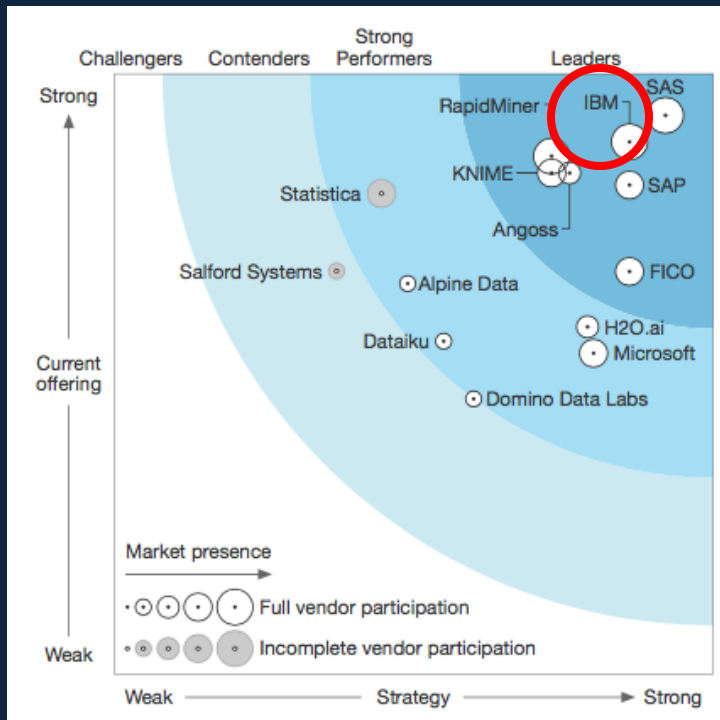 Challengers Contenders Strong Performers Leaders
Strong
RapidMiner IBM SAS
KNIME SAP
Statistica
Angoss
Salford Systems FICO
Alpine Data
H2O.ai
Dataiku Microsoft
Current offering
Domino Data Labs
Market presence
Full vendor participation
Incomplete vendor participation
Weak
Weak Strategy Strong